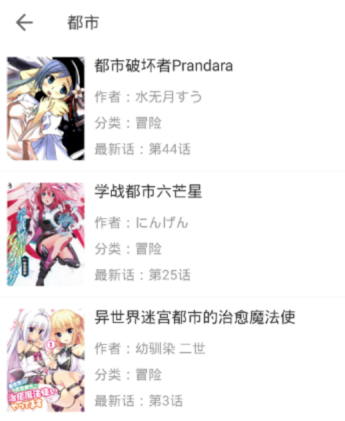 都市
都市破坏者Prandara
作者：水无月すう
分类：冒险
最新话：第44话
学战都市六芒星
作者：にんげん
分类：冒险
最新话：第25话
异世界迷宫都市的治愈魔法使
作者：幼驯染 二世
分类：冒险
最新话：第3话